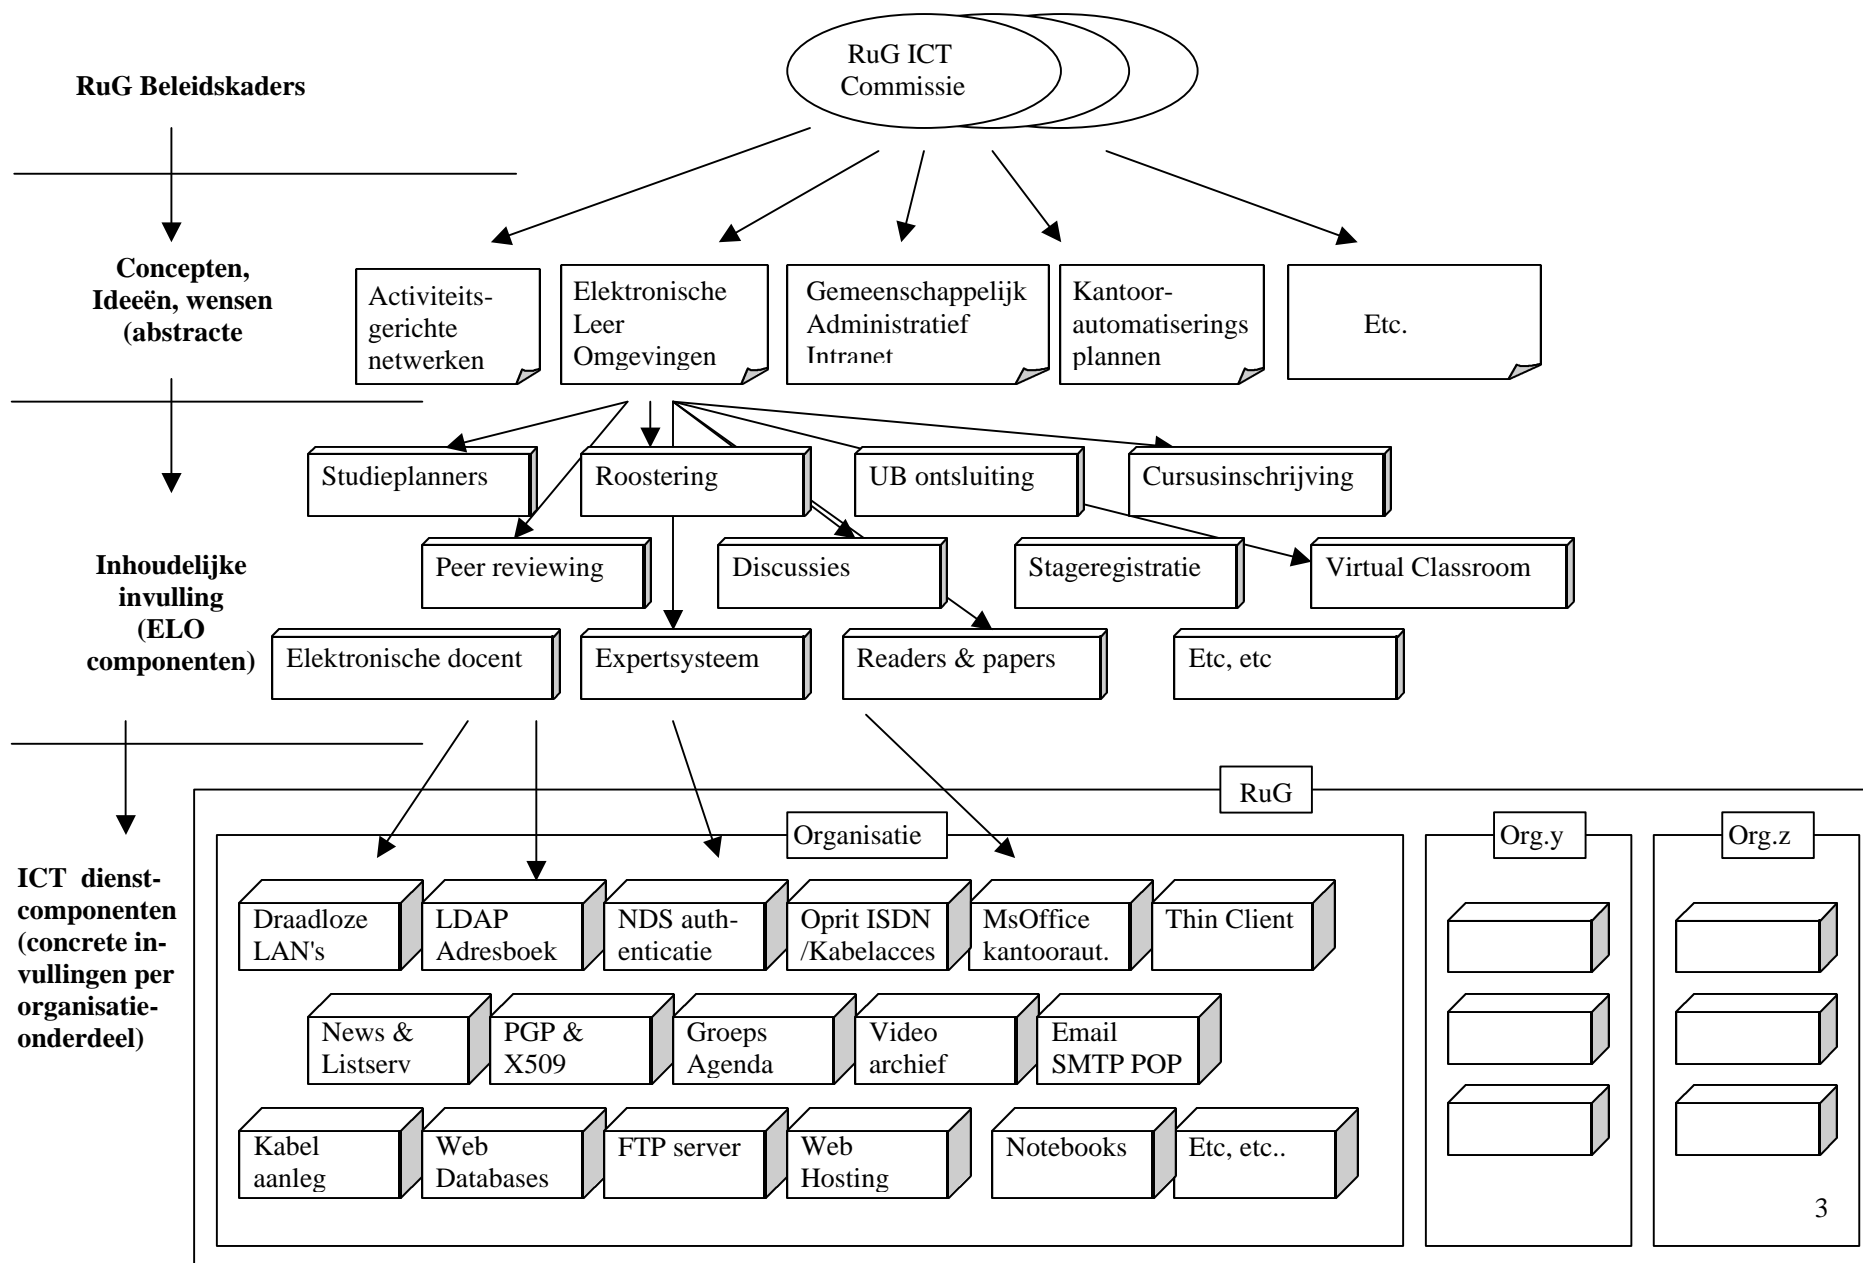 RuG ICT
Commissie
RuG Beleidskaders
Concepten,
Ideeën, wensen
(abstracte
Activiteits-
gerichte
netwerken
Elektronische
Leer
Omgevingen
Gemeenschappelijk
Administratief
Intranet
Kantoor-
automatiserings
plannen
Etc.
Studieplanners
Roostering
UB ontsluiting
Cursusinschrijving
Inhoudelijke
invulling
(ELO
componenten)
Peer reviewing
Discussies
Stageregistratie
Virtual Classroom
Elektronische docent
Expertsysteem
Readers & papers
Etc, etc
RuG
Organisatie
Org.y
Org.z
ICT dienst-
componenten
(concrete in-
vullingen per
organisatie-
onderdeel)
Draadloze
LAN's
LDAP
Adresboek
NDS auth-
enticatie
Oprit ISDN
/Kabelacces
MsOffice
kantooraut.
Thin Client
News &
Listserv
PGP &
X509
Groeps
Agenda
Video
archief
Email
SMTP POP
Kabel
aanleg
Web
Databases
FTP server
Web
Hosting
Notebooks
Etc, etc..
3